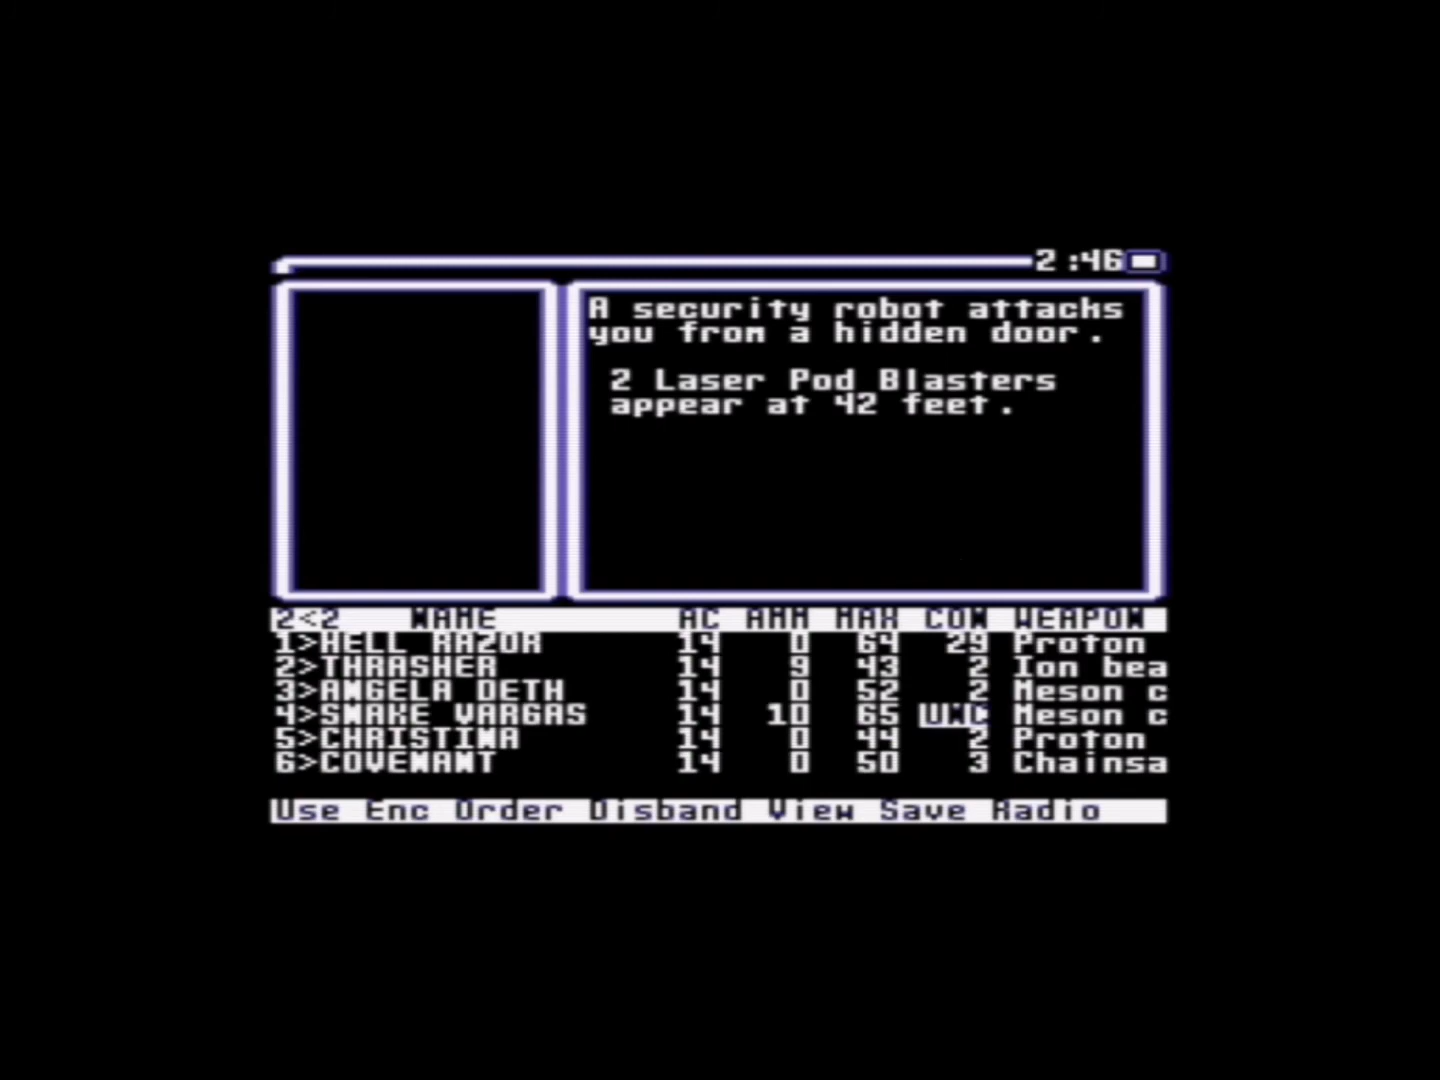 2:46
A security robot attacks
you from a hidden door.
2 Laser Pod Blasters
appear at 42 feet.
2<2 NAME AC AMM MAX CON WEAPON
1>HELL RAZOR 14 0 64 29 Proton
2>THRASHER 14 9 43 2 Ion bea
3>ANGELA DETH 14 0 52 2 Meson c
4>SNAKE VARGAS 14 10 65 UNC Meson c
5>CHRISTINA 14 0 44 2 Proton
6>COVENANT 14 0 50 3 Chainsa
Use Enc Order Disband View Save Radio